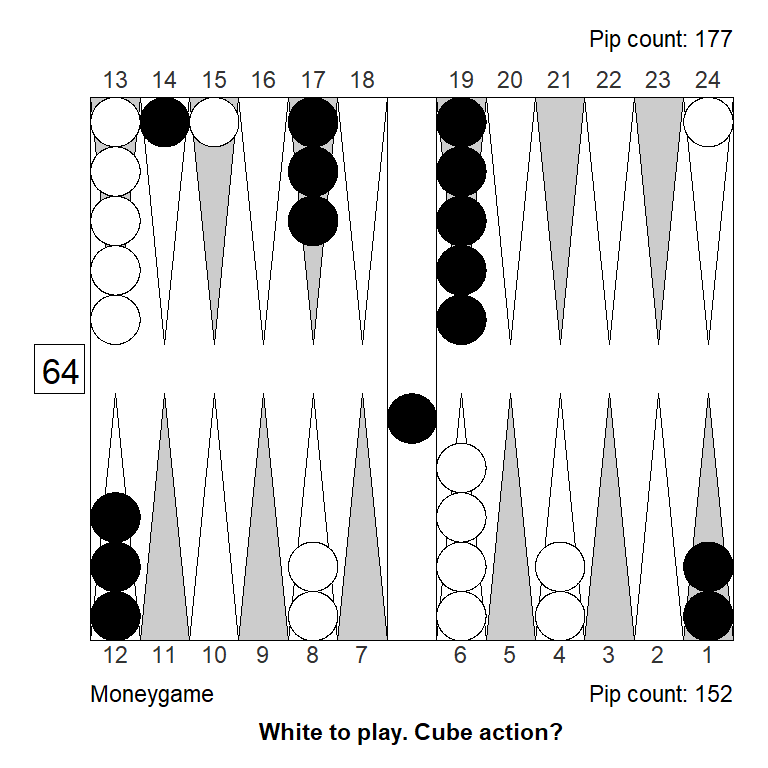 Pip count: 177
13 14 15 16 17 18 19 20 21 22 23 24
64
12 11 10 9 8 7 6 5 4 3 2 1
Moneygame Pip count: 152
White to play. Cube action?